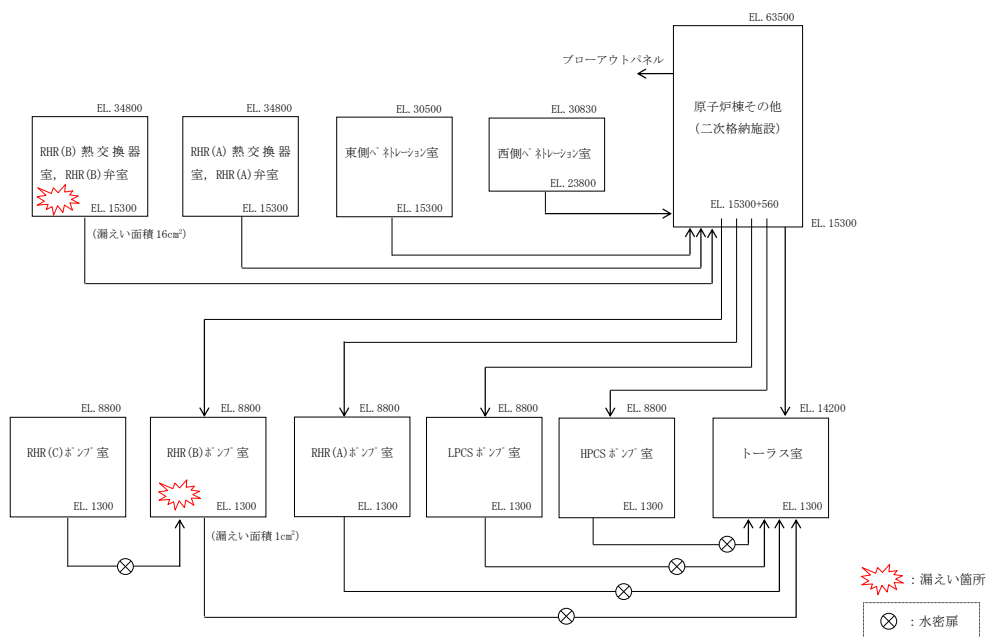 EL. 63500
ブローアウトパネル
原子炉棟その他
(二次格納施設)
EL. 15300+560
EL. 15300
EL. 34800
RHR(B) 熱 交 換 器
室，RHR(B)弁室
EL. 15300
(漏えい面積 16cm²)
EL. 34800
RHR(A) 熱 交 換 器
室，RHR(A)弁室
EL. 15300
EL. 30500
東側ﾍﾟﾈﾄﾚｰｼｮﾝ室
EL. 15300
EL. 30830
西側ﾍﾟﾈﾄﾚｰｼｮﾝ室
EL. 23800
EL. 8800
RHR(C)ﾎﾟﾝﾌﾟ室
EL. 1300
EL. 8800
RHR(B)ﾎﾟﾝﾌﾟ室
EL. 1300
(漏えい面積 1cm²)
EL. 8800
RHR(A)ﾎﾟﾝﾌﾟ室
EL. 1300
EL. 8800
LPCSﾎﾟﾝﾌﾟ室
EL. 1300
EL. 8800
HPCSﾎﾟﾝﾌﾟ室
EL. 1300
EL. 14200
トーラス室
EL. 1300
：漏えい箇所
：水密扉